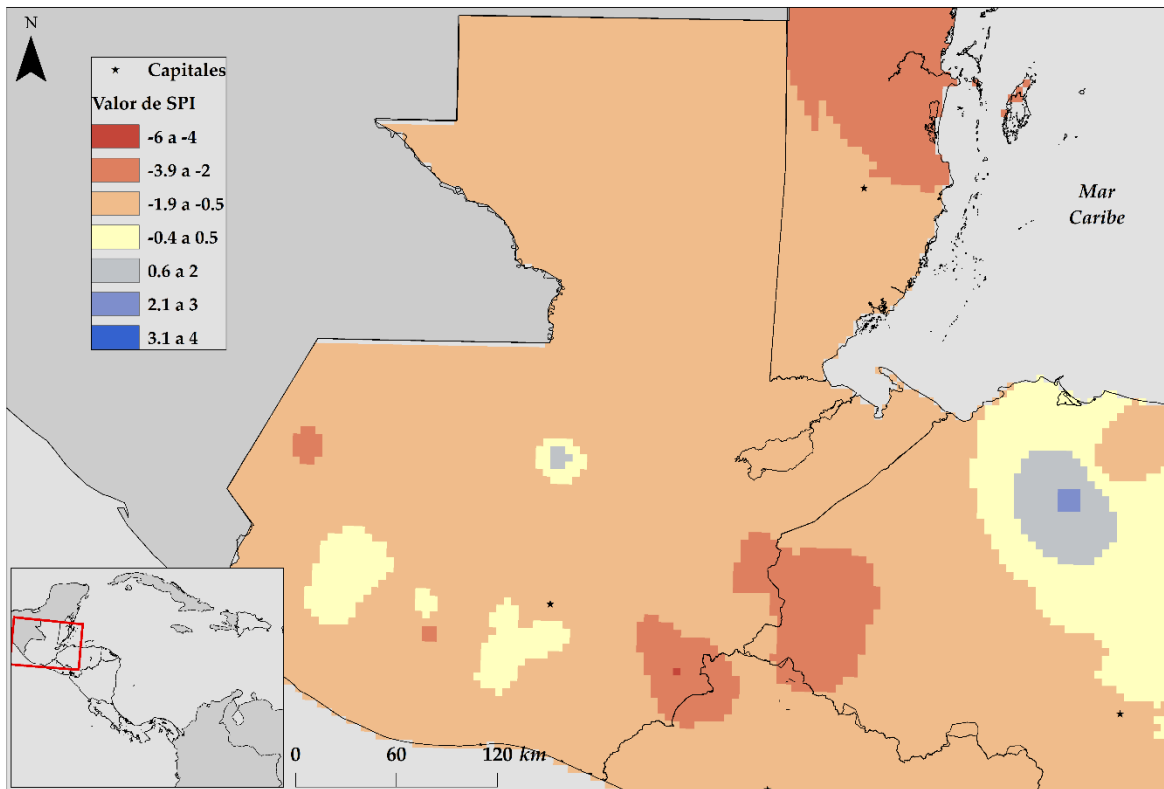 N
Capitales
Valor de SPI
-6 a -4
-3.9 a -2
-1.9 a -0.5
-0.4 a 0.5
0.6 a 2
2.1 a 3
3.1 a 4
Mar
Caribe
0 60 120 km